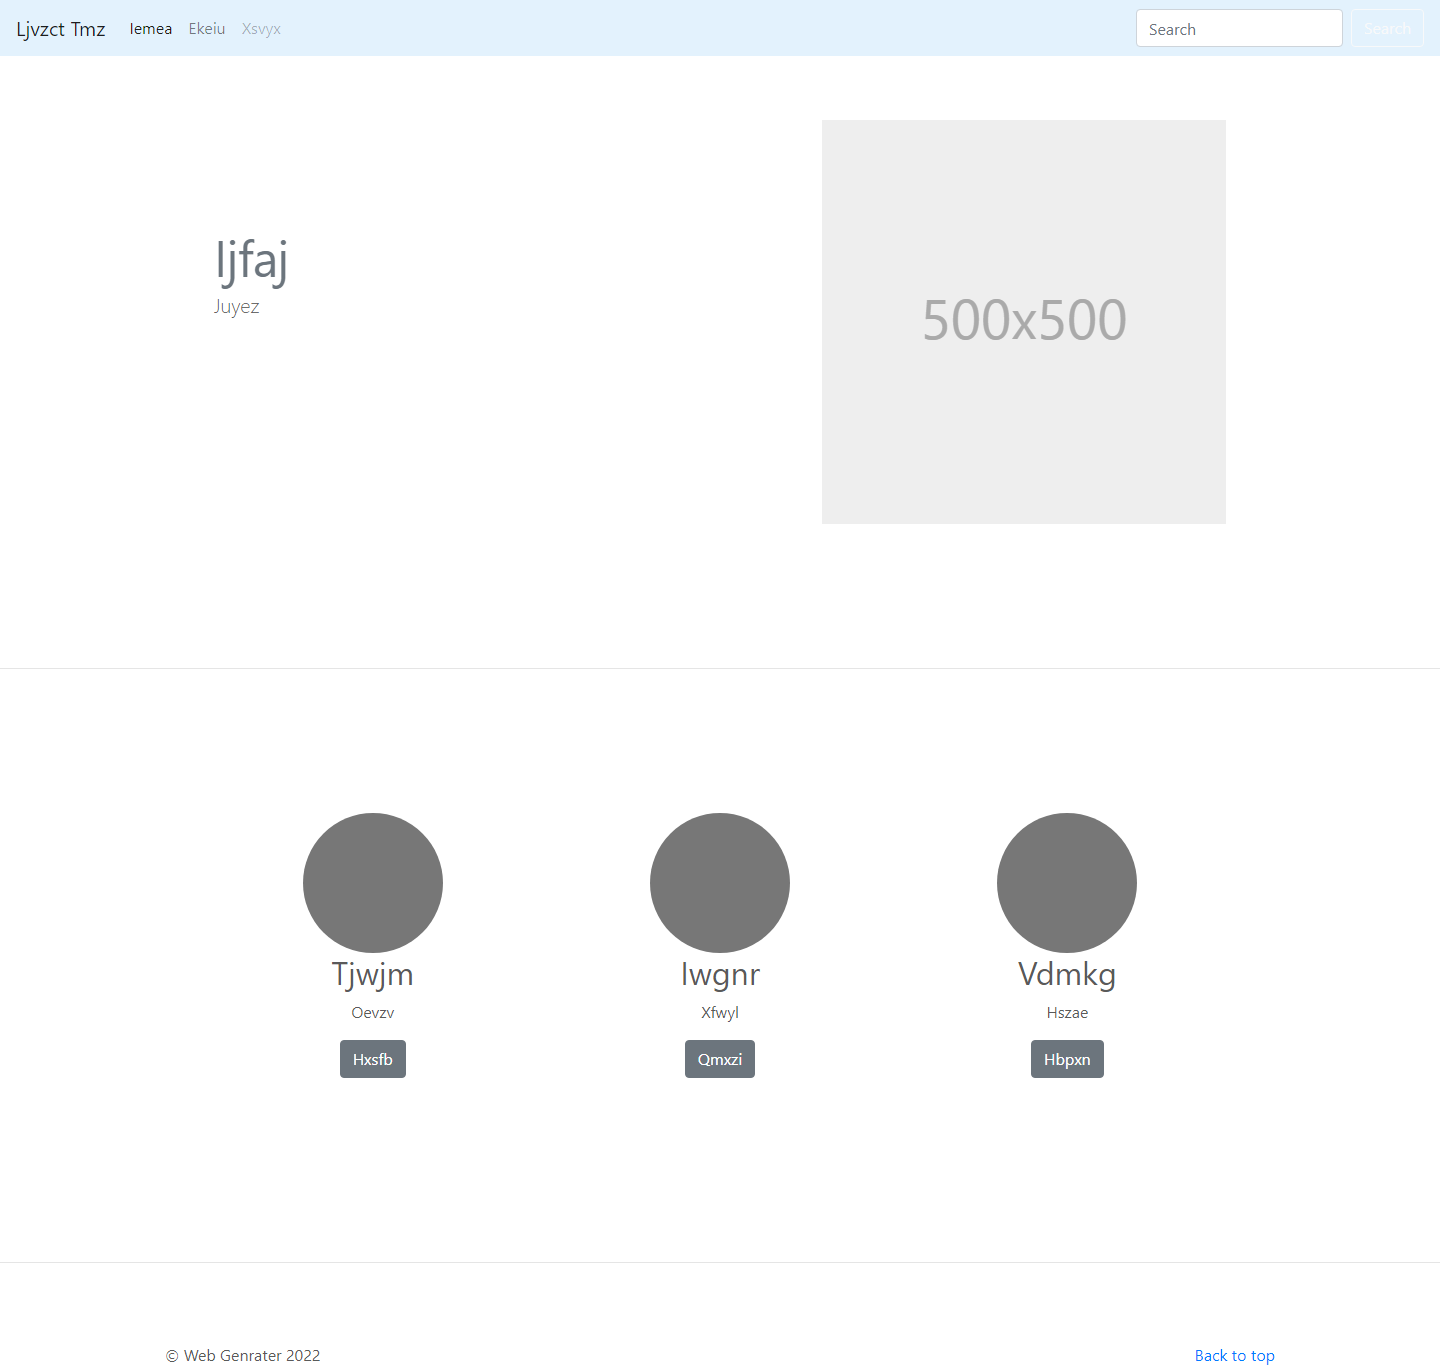 Ljvzct Tmz Iemea Ekeiu Xsvyx Search Search
Ijfaj
Juyez
500x500
Tjwjm Iwgnr Vdmkg
Oevzv Xfwyl Hszae
Hxsfb Qmxzi Hbpxn
© Web Genrater 2022 Back to top